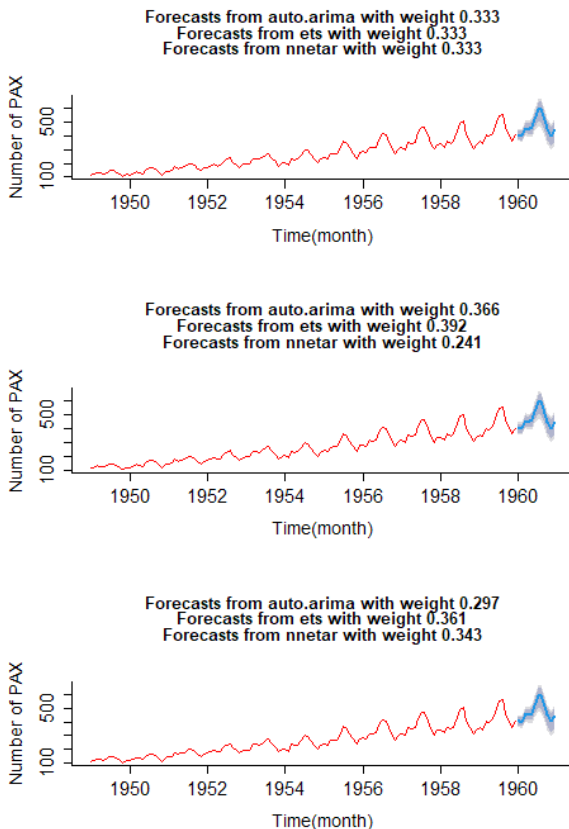 Forecasts from auto.arima with weight 0.333
Forecasts from ets with weight 0.333
Forecasts from nnetar with weight 0.333
Number of PAX
500
100
1950 1952 1954 1956 1958 1960
Time(month)
Forecasts from auto.arima with weight 0.366
Forecasts from ets with weight 0.392
Forecasts from nnetar with weight 0.241
Number of PAX
500
100
1950 1952 1954 1956 1958 1960
Time(month)
Forecasts from auto.arima with weight 0.297
Forecasts from ets with weight 0.361
Forecasts from nnetar with weight 0.343
Number of PAX
500
100
1950 1952 1954 1956 1958 1960
Time(month)